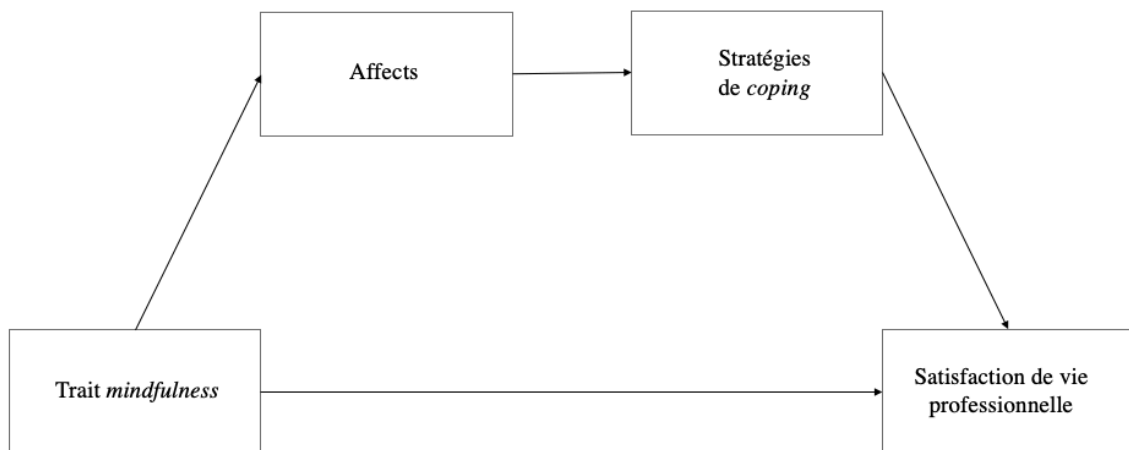 Affects
Stratégies
de coping
Trait mindfulness
Satisfaction de vie
professionnelle